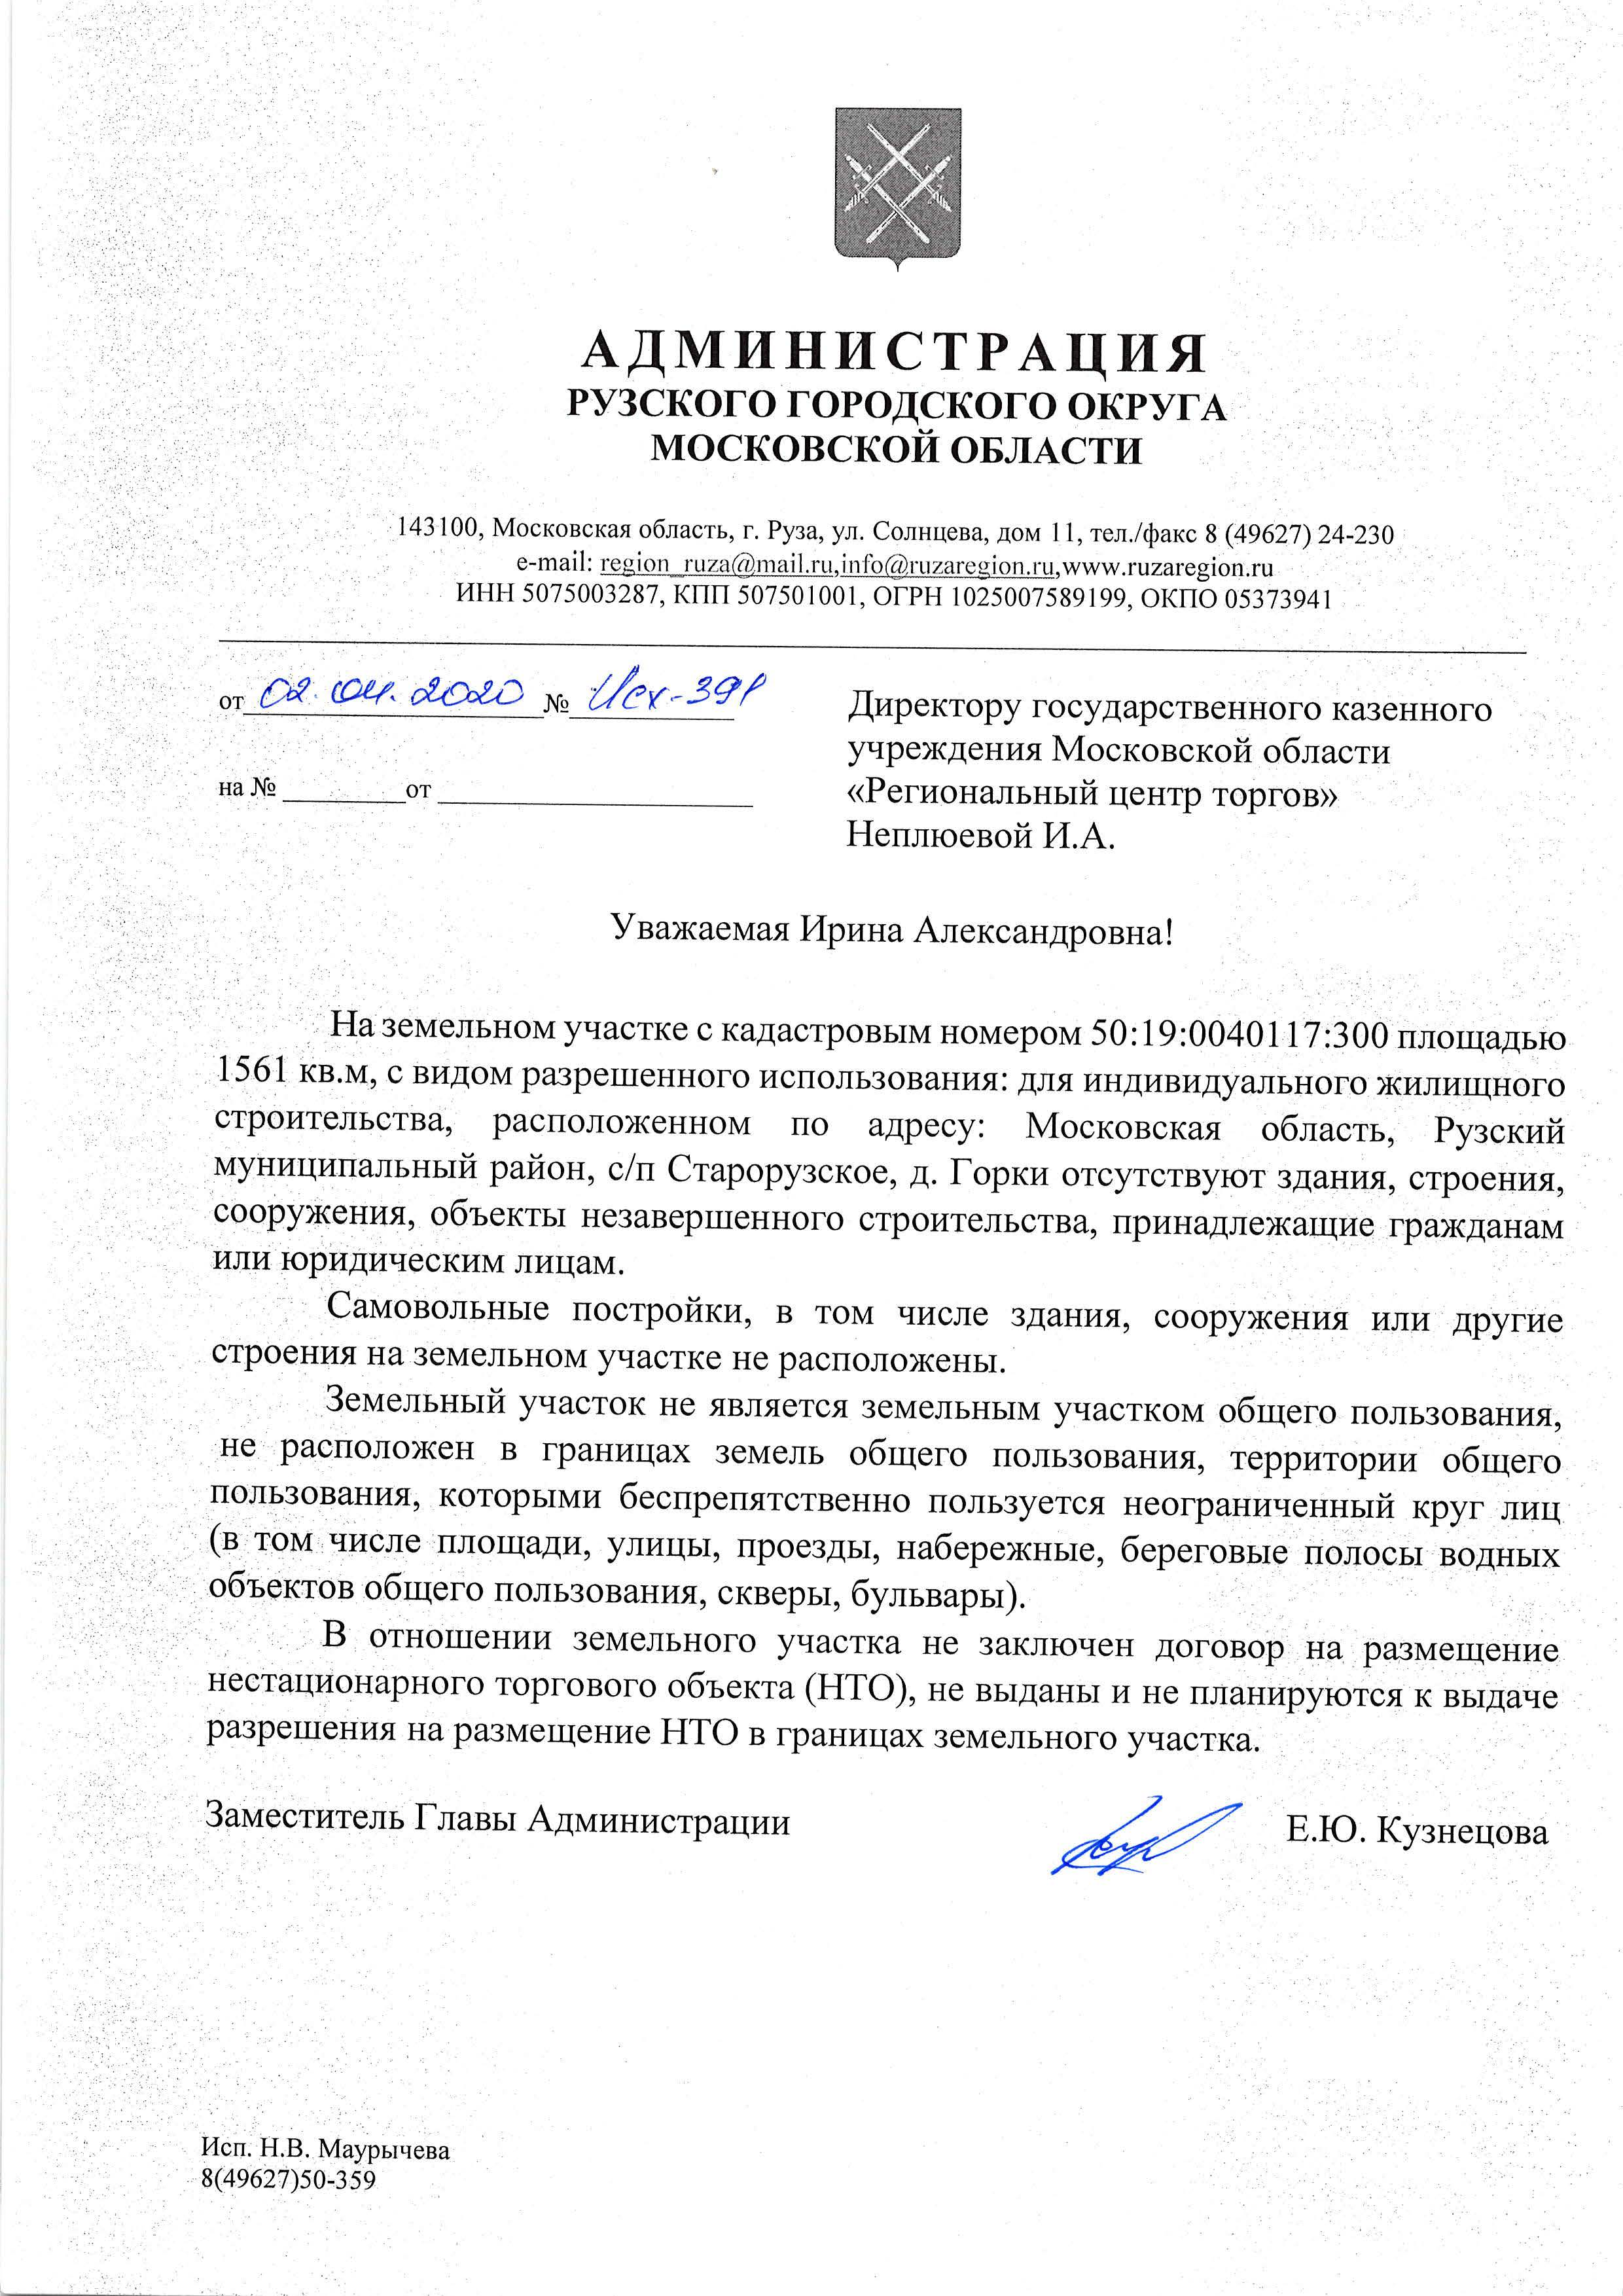 АДМИНИСТРАЦИЯ
РУЗСКОГО ГОРОДСКОГО ОКРУГА
МОСКОВСКОЙ ОБЛАСТИ
143100, Московская область, г. Руза, ул. Солнцева, дом 11, тел./факс 8 (49627) 24-230
e-mail: region_ruza@mail.ru,info@ruzaregion.ru,www.ruzaregion.ru
ИНН 5075003287, КПП 507501001, ОГРН 1025007589199, ОКПО 05373941
от 02.04.2020 № Исх-391
на № __________от ____________________
Директору государственного казенного
учреждения Московской области
«Региональный центр торгов»
Неплюевой И.А.
Уважаемая Ирина Александровна!
На земельном участке с кадастровым номером 50:19:0040117:300 площадью
1561 кв.м, с видом разрешенного использования: для индивидуального жилищного
строительства, расположенном по адресу: Московская область, Рузский
муниципальный район, с/п Старорузское, д. Горки отсутствуют здания, строения,
сооружения, объекты незавершенного строительства, принадлежащие гражданам
или юридическим лицам.
Самовольные постройки, в том числе здания, сооружения или другие
строения на земельном участке не расположены.
Земельный участок не является земельным участком общего пользования,
не расположен в границах земель общего пользования, территории общего
пользования, которыми беспрепятственно пользуется неограниченный круг лиц
(в том числе площади, улицы, проезды, набережные, береговые полосы водных
объектов общего пользования, скверы, бульвары).
В отношении земельного участка не заключен договор на размещение
нестационарного торгового объекта (НТО), не выданы и не планируются к выдаче
разрешения на размещение НТО в границах земельного участка.
Заместитель Главы Администрации
Е.Ю. Кузнецова
Исп. Н.В. Маурычева
8(49627)50-359